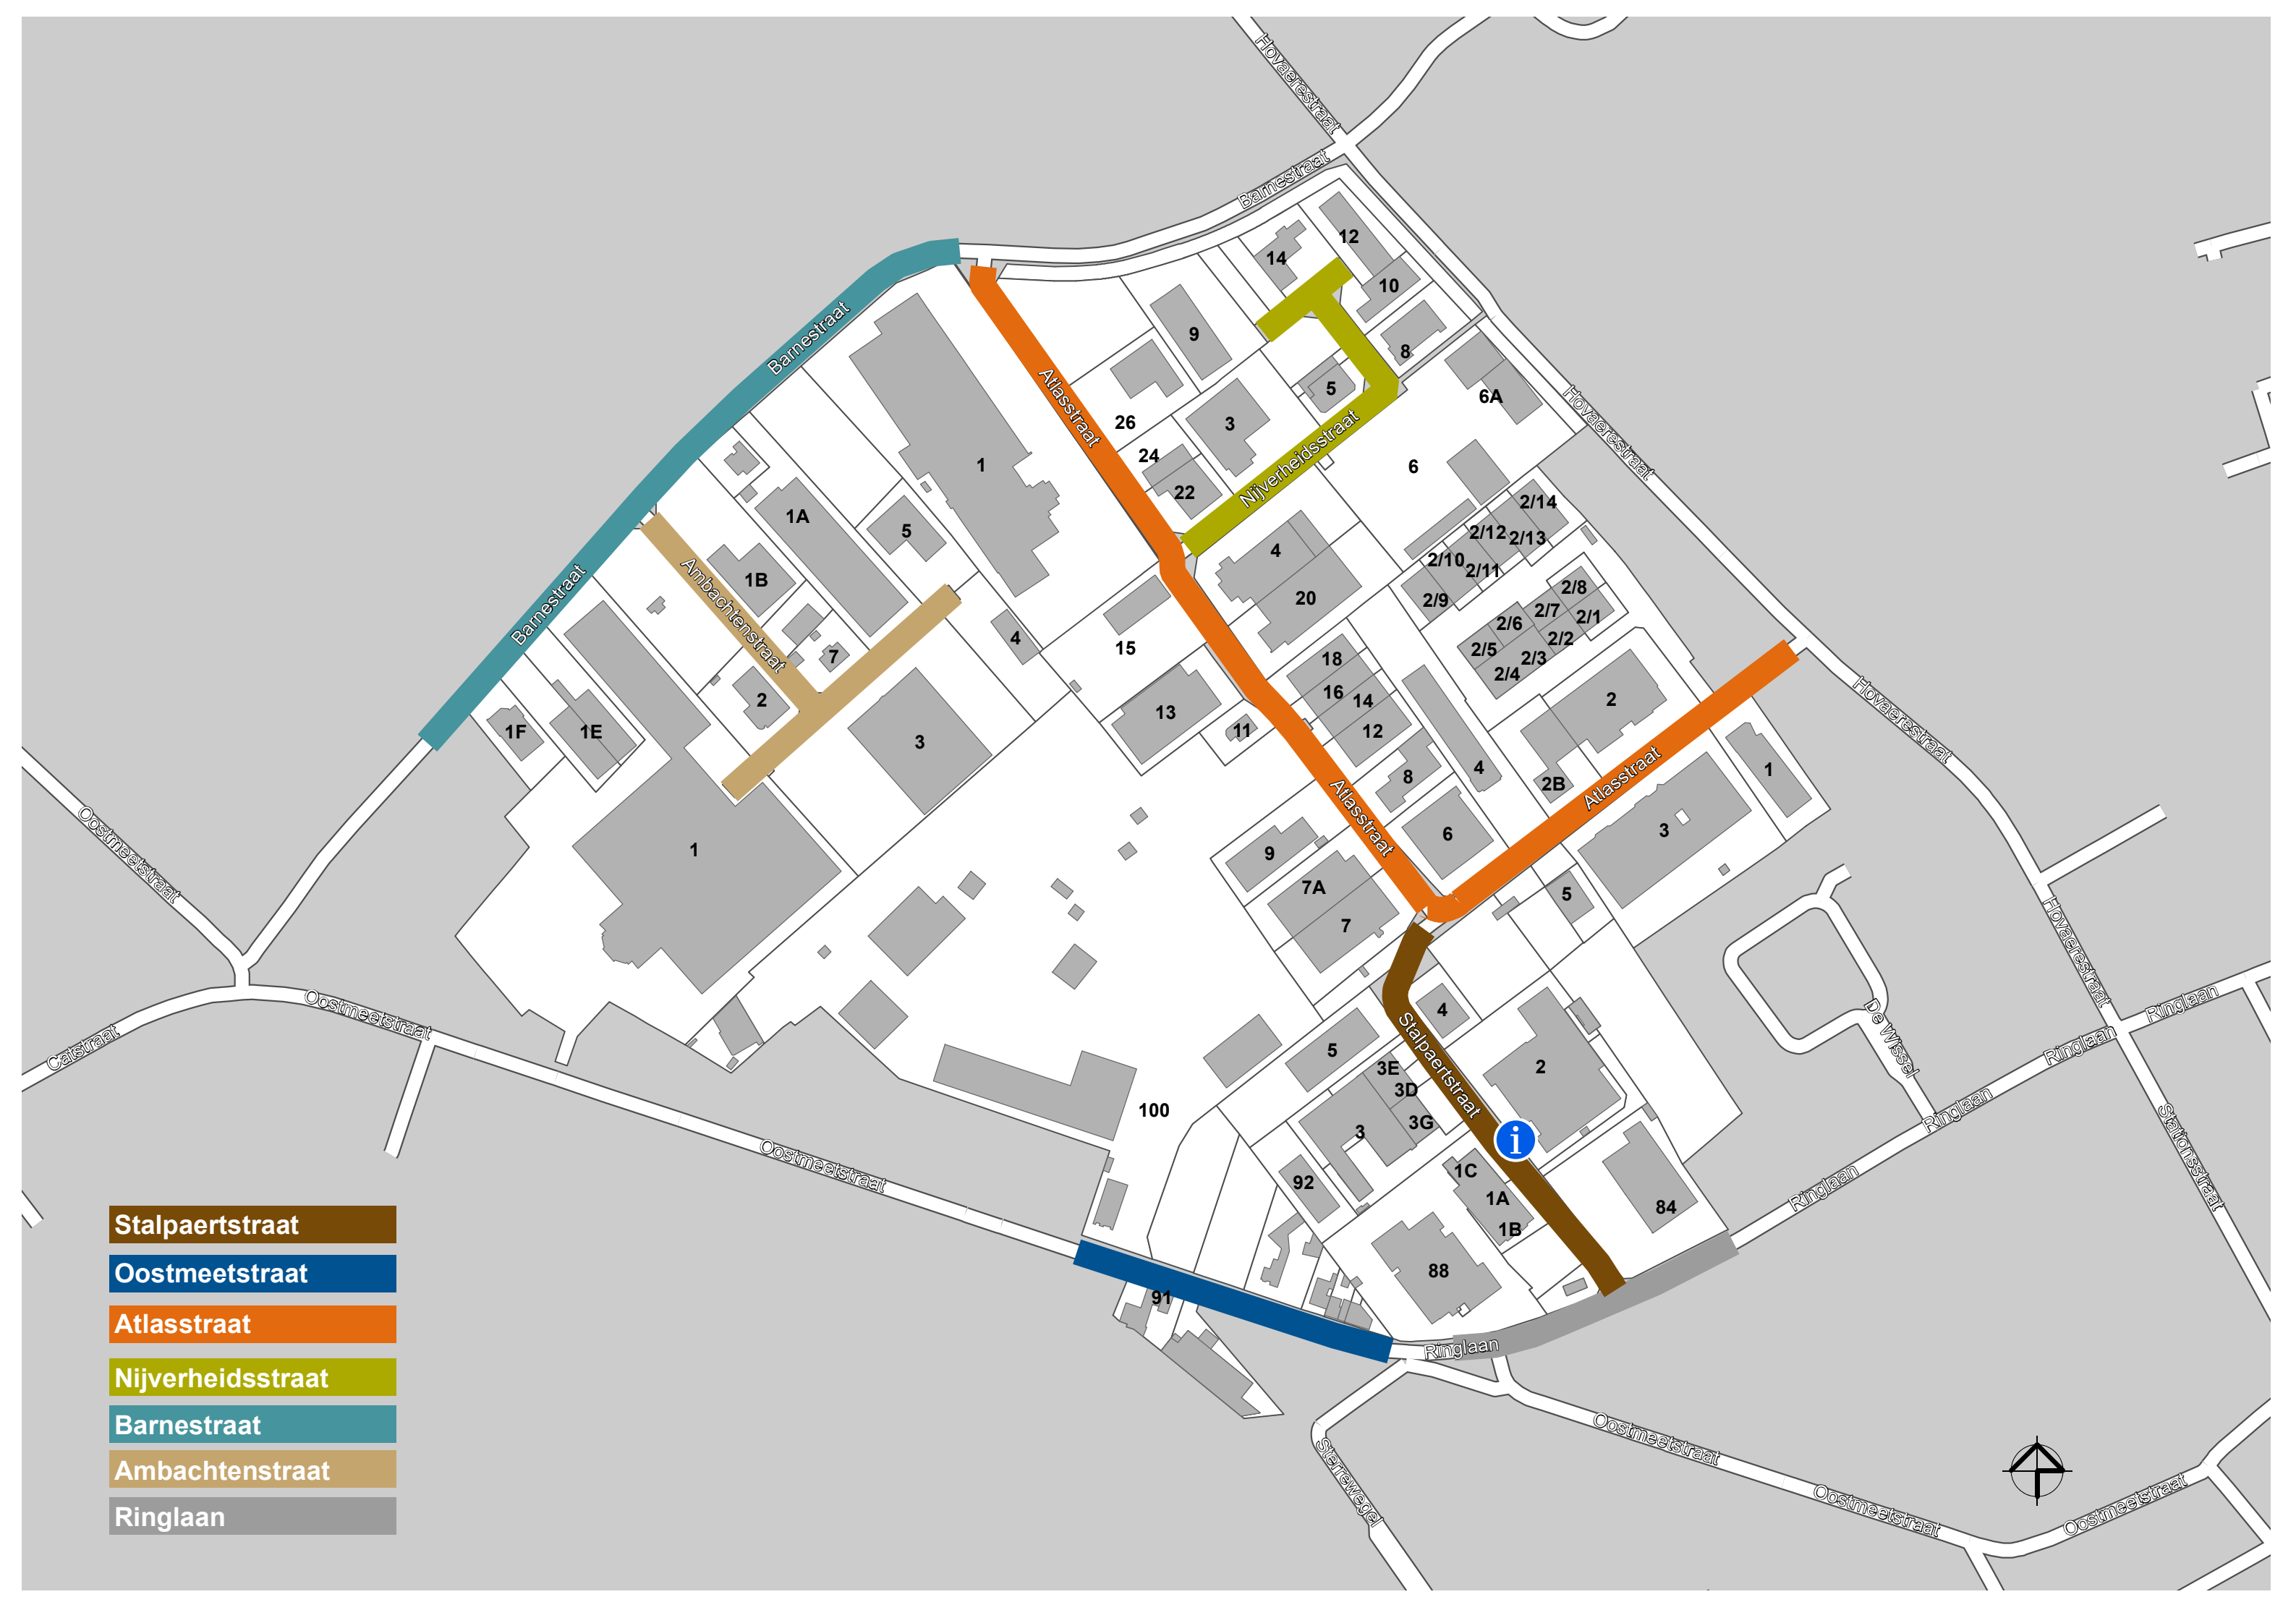 Hovaerestraat
Barnestraat
12
14
10
9
8
Barnestraat
Atlasstraat
5
6A
Hovaerestraat
26
3
24
1
6
Nijverheidsstraat
22
1A
5
2/14
2/12
2/13
4
2/10
2/11
1B
Ambachtenstraat
Barnestraat
20
2/9
2/8
2/7
2/1
2/6
2/2
4
15
7
18
2/5
2/3
2/4
16
14
2
2
13
11
12
1F
1E
3
Hovaerestraat
4
1
8
2B
Atlasstraat
Atlasstraat
3
6
1
9
Oostmeetstraat
7A
5
7
Hovaerestraat
Oostmeetstraat
Catstraat
4
Stalpaertstraat
De Wissel
Ringlaan
Ringlaan
5
3E
2
3D
100
3G
3
Ringlaan
Stationsstraat
Oostmeetstraat
92
1C
1A
1B
84
Ringlaan
88
91
Ringlaan
Stalpaertstraat
Oostmeetstraat
Atlasstraat
Nijverheidsstraat
Barnestraat
Ambachtenstraat
Ringlaan
Sterrewegel
Oostmeetstraat
Oostmeetstraat
Oostmeetstraat